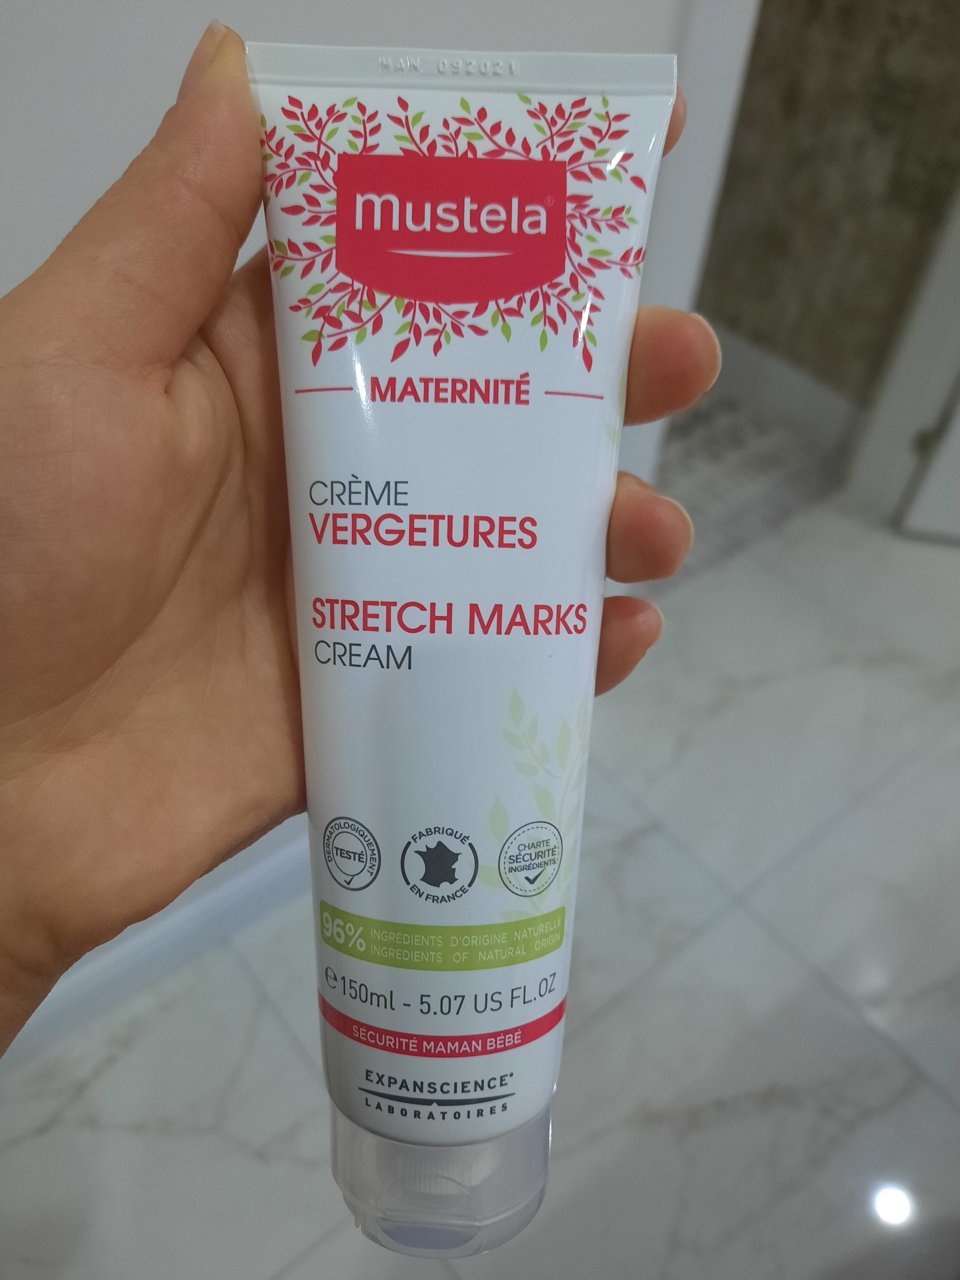 MAN 092021
mustela®
MATERNITÉ
CRÈME
VERGETURES
STRETCH MARKS
CREAM
DERMATOLOGIQUEMENT
TESTÉ
FABRIQUÉ
EN FRANCE
CHARTE
SÉCURITÉ
INGRÉDIENTS
96% INGREDIENTS D'ORIGINE NATURELLE
INGREDIENTS OF NATURAL ORIGIN
℮150ml - 5.07 US FL.OZ
SÉCURITÉ MAMAN BÉBÉ
EXPANSCIENCE®
LABORATOIRES